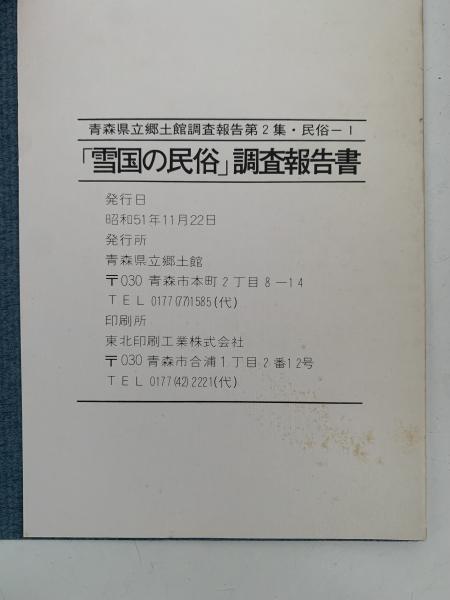 青森県立郷土館調査報告第2集・民俗－1
「雪国の民俗」調査報告書
発行日
昭和51年11月22日
発行所
青森県立郷土館
〒030 青森市本町2丁目8－14
TEL 0177(77)1585(代)
印刷所
東北印刷工業株式会社
〒030 青森市合浦1丁目2番12号
TEL 0177(42)2221(代)